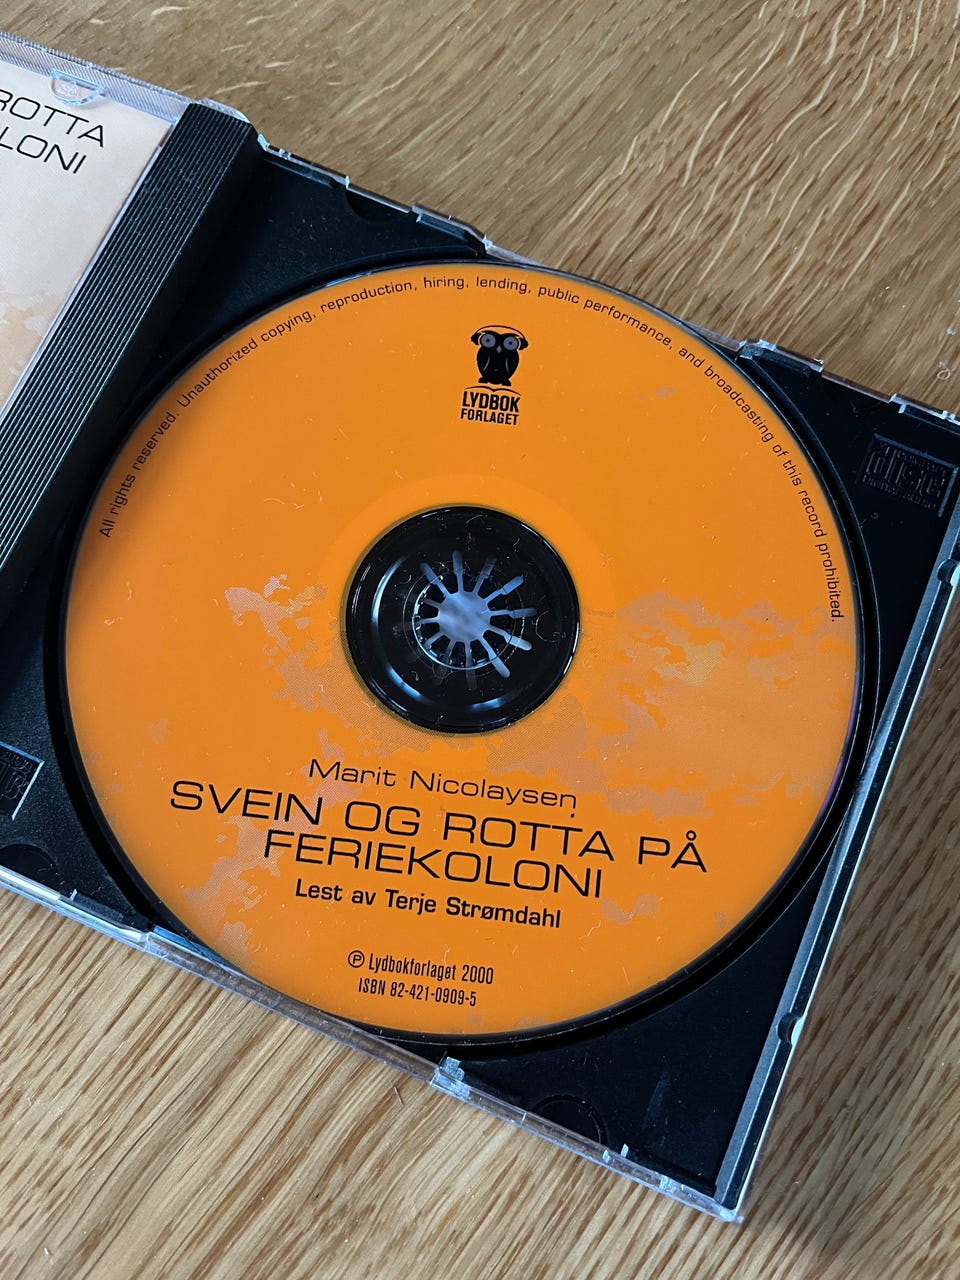 ROTTA
LONI
All rights reserved. Unauthorized copying, reproduction, hiring, lending, public performance, and broadcasting of this record prohibited.
LYDBOK
FORLAGET
disc
Marit Nicolaysen
SVEIN OG ROTTA PÅ
FERIEKOLONI
Lest av Terje Strømdahl
℗ Lydbokforlaget 2000
ISBN 82-421-0909-5